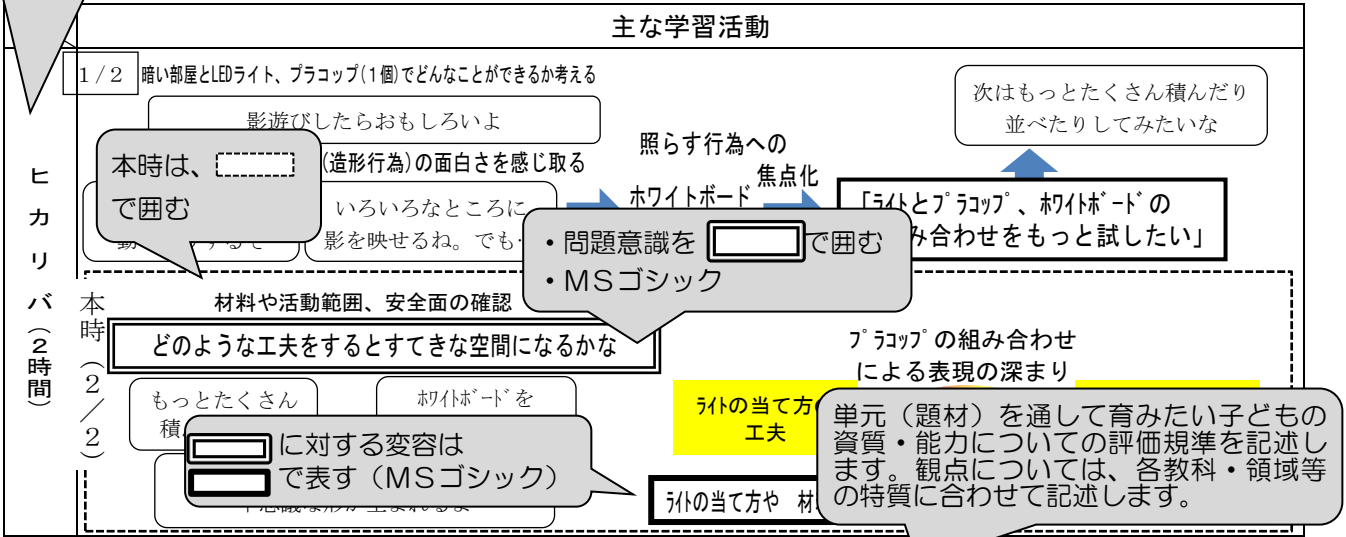 主な学習活動
1/2
暗い部屋とLEDライト、プラコップ(1個)でどんなことができるか考える
影遊びしたらおもしろいよ
次はもっとたくさん積んだり
並べたりしてみたいな
本時は、
で囲む
(造形行為)の面白さを感じ取る
いろいろなところに
影を映せるね。でも
照らす行為への
焦点化
ホワイトボード
「ライトとプラコップ、ホワイトボードの
み合わせをもっと試したい」
・問題意識を
で囲む
・MSゴシック
ヒカリバ(2時間)
本時(2/2)
材料や活動範囲、安全面の確認
どのような工夫をするとすてきな空間になるかな
もっとたくさん
積
ホワイトボードを
に対する変容は
で表す(MSゴシック)
ライトの当て方
工夫
プラコップの組み合わせ
による表現の深まり
単元(題材)を通して育みたい子どもの
資質・能力についての評価規準を記述し
ます。観点については、各教科・領域等
の特質に合わせて記述します。
ライトの当て方や 材